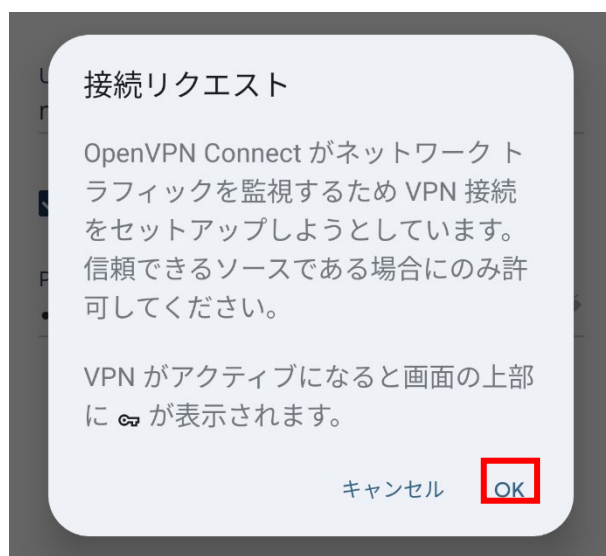 接続リクエスト
OpenVPN Connect がネットワーク ト
ラフィックを監視するため VPN 接続
をセットアップしようとしています。
信頼できるソースである場合にのみ許
可してください。
VPN がアクティブになると画面の上部
に が表示されます。
キャンセル OK